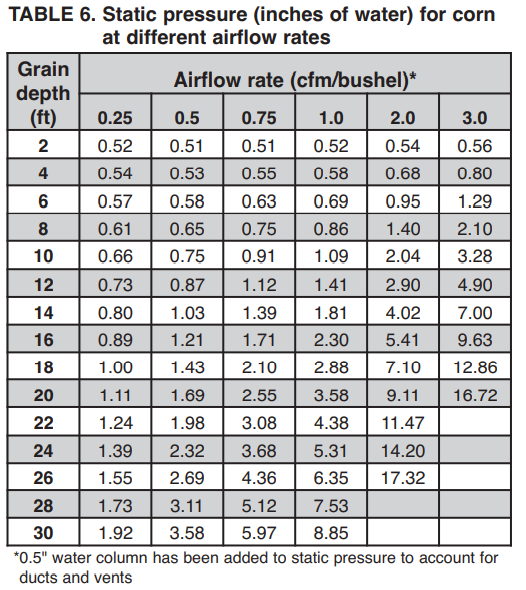 TABLE 6. Static pressure (inches of water) for corn
at different airflow rates
Grain
depth
(ft)
Airflow rate (cfm/bushel)*
0.25 0.5 0.75 1.0 2.0 3.0
2 0.52 0.51 0.51 0.52 0.54 0.56
4 0.54 0.53 0.55 0.58 0.68 0.80
6 0.57 0.58 0.63 0.69 0.95 1.29
8 0.61 0.65 0.75 0.86 1.40 2.10
10 0.66 0.75 0.91 1.09 2.04 3.28
12 0.73 0.87 1.12 1.41 2.90 4.90
14 0.80 1.03 1.39 1.81 4.02 7.00
16 0.89 1.21 1.71 2.30 5.41 9.63
18 1.00 1.43 2.10 2.88 7.10 12.86
20 1.11 1.69 2.55 3.58 9.11 16.72
22 1.24 1.98 3.08 4.38 11.47
24 1.39 2.32 3.68 5.31 14.20
26 1.55 2.69 4.36 6.35 17.32
28 1.73 3.11 5.12 7.53
30 1.92 3.58 5.97 8.85
*0.5" water column has been added to static pressure to account for
ducts and vents